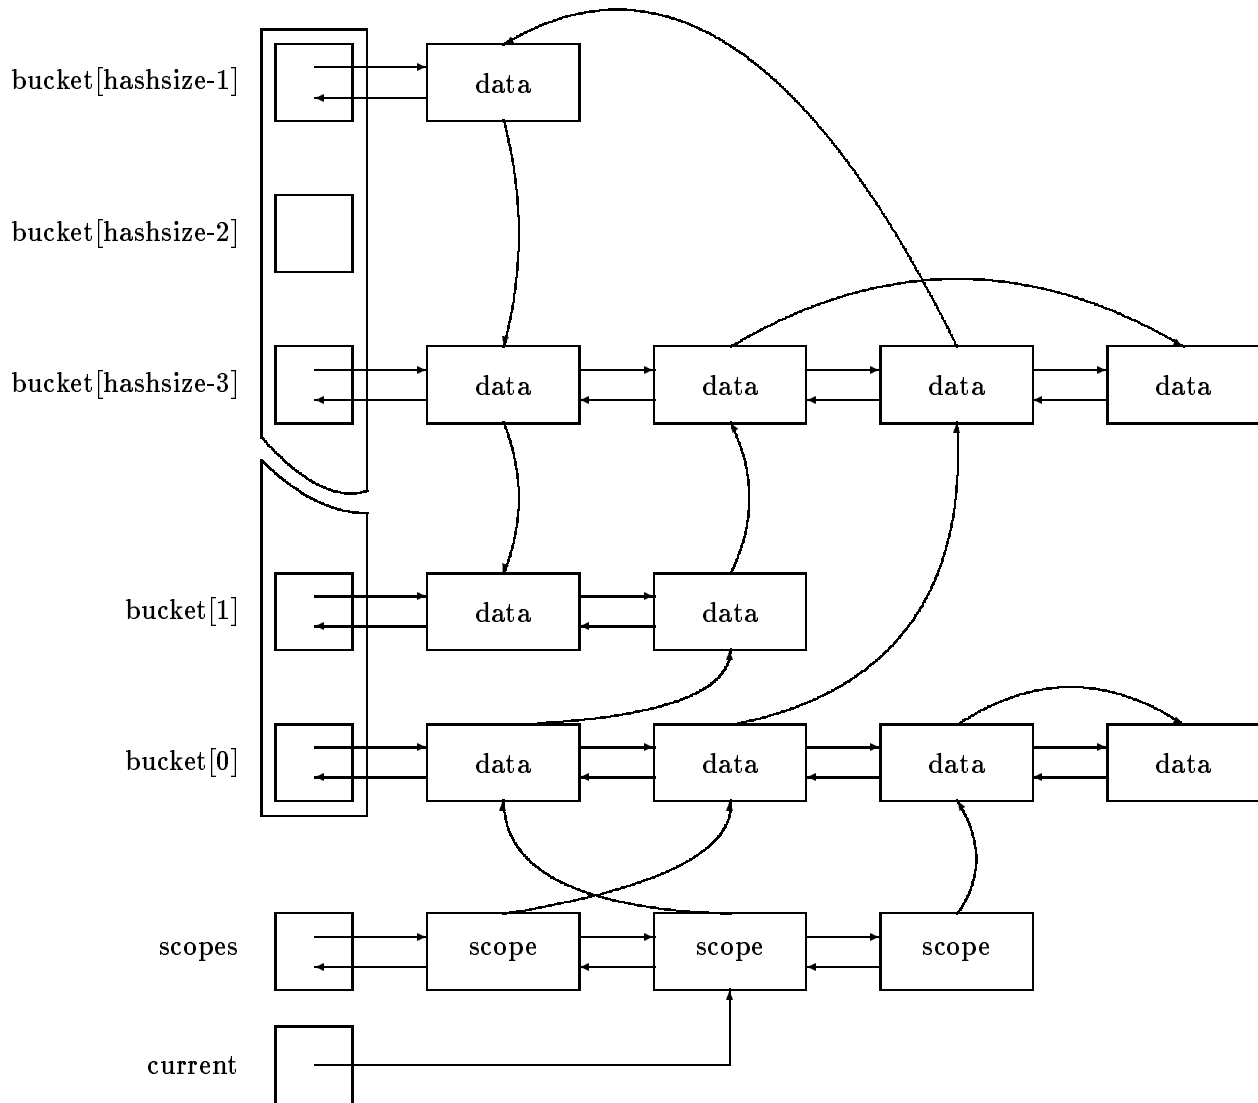 bucket[hashsize-1] data
bucket[hashsize-2]
bucket[hashsize-3] data data data data
bucket[1] data data
bucket[0] data data data data
scopes scope scope scope
current